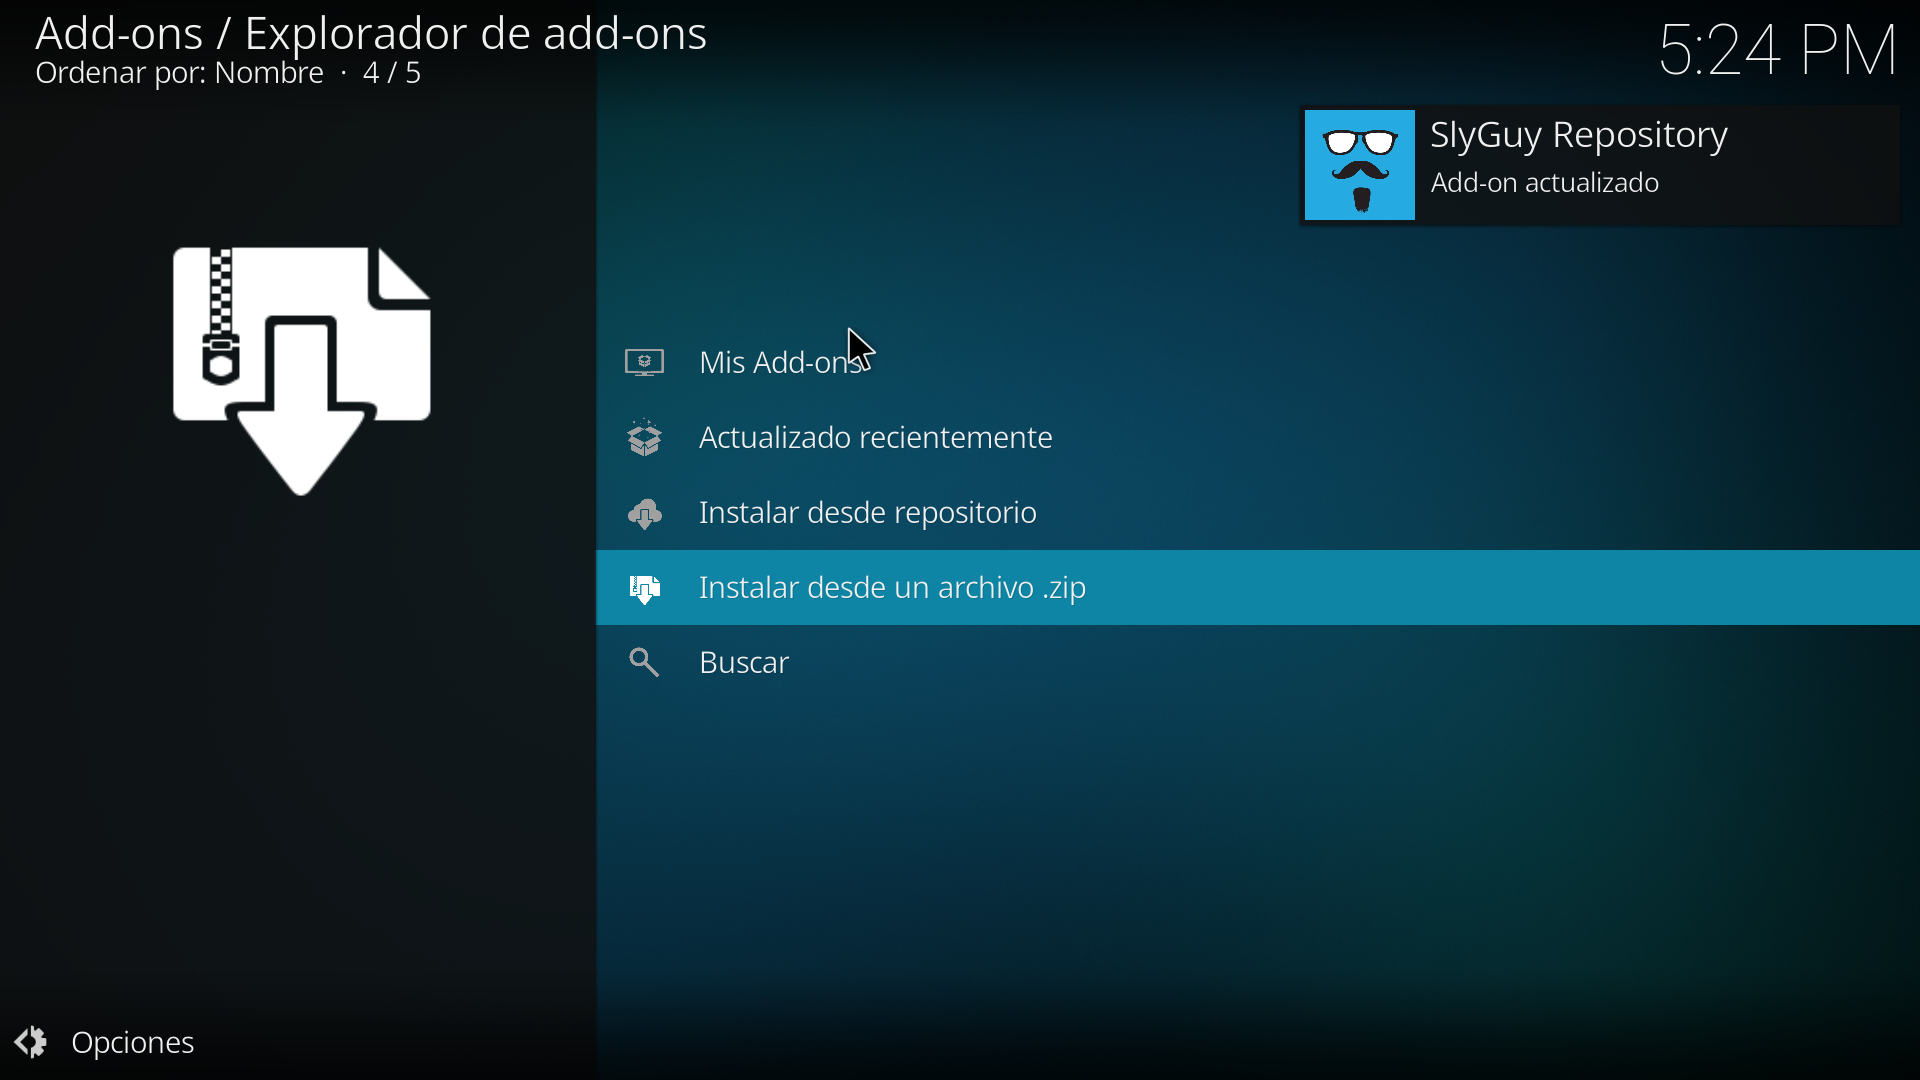 Add-ons / Explorador de add-ons
Ordenar por: Nombre · 4 / 5
5:24 PM
SlyGuy Repository
Add-on actualizado
Mis Add-ons
Actualizado recientemente
Instalar desde repositorio
Instalar desde un archivo .zip
Buscar
Opciones